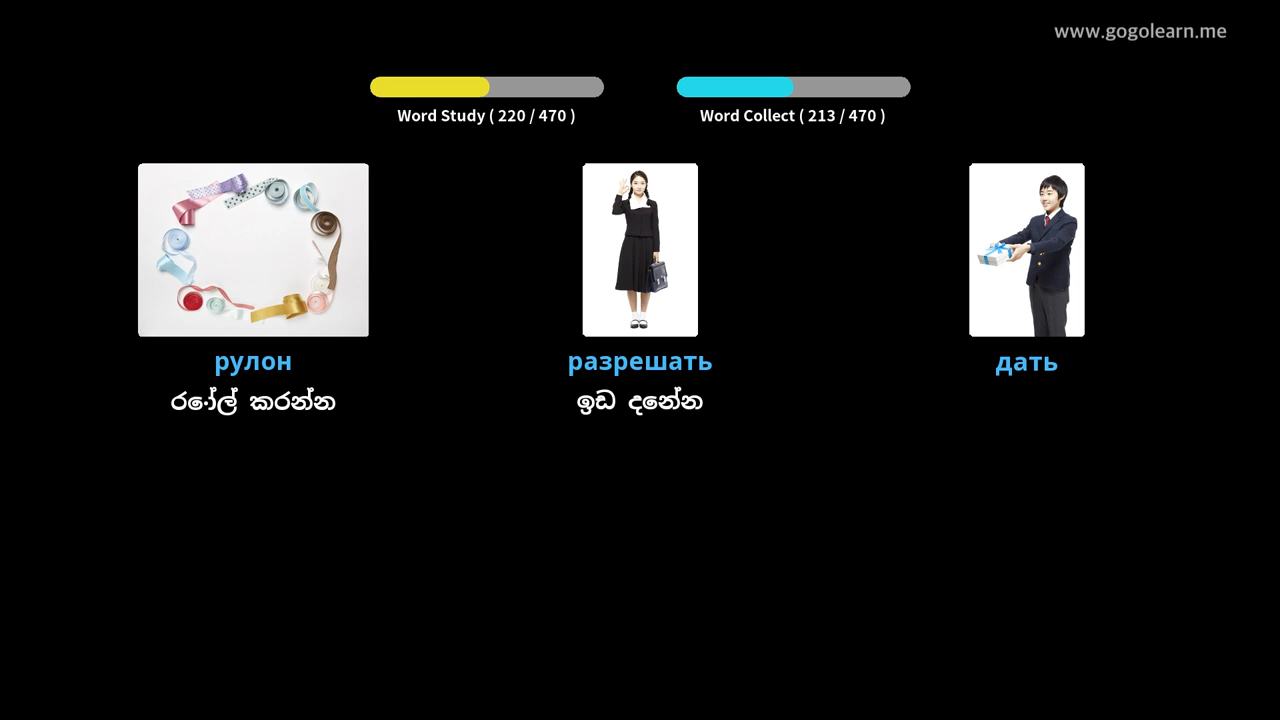 www.gogolearn.me
Word Study ( 220 / 470 )
Word Collect ( 213 / 470 )
рулон
разрешать
дать
රෝල් කරන්න
ඉඩ දෙන්න